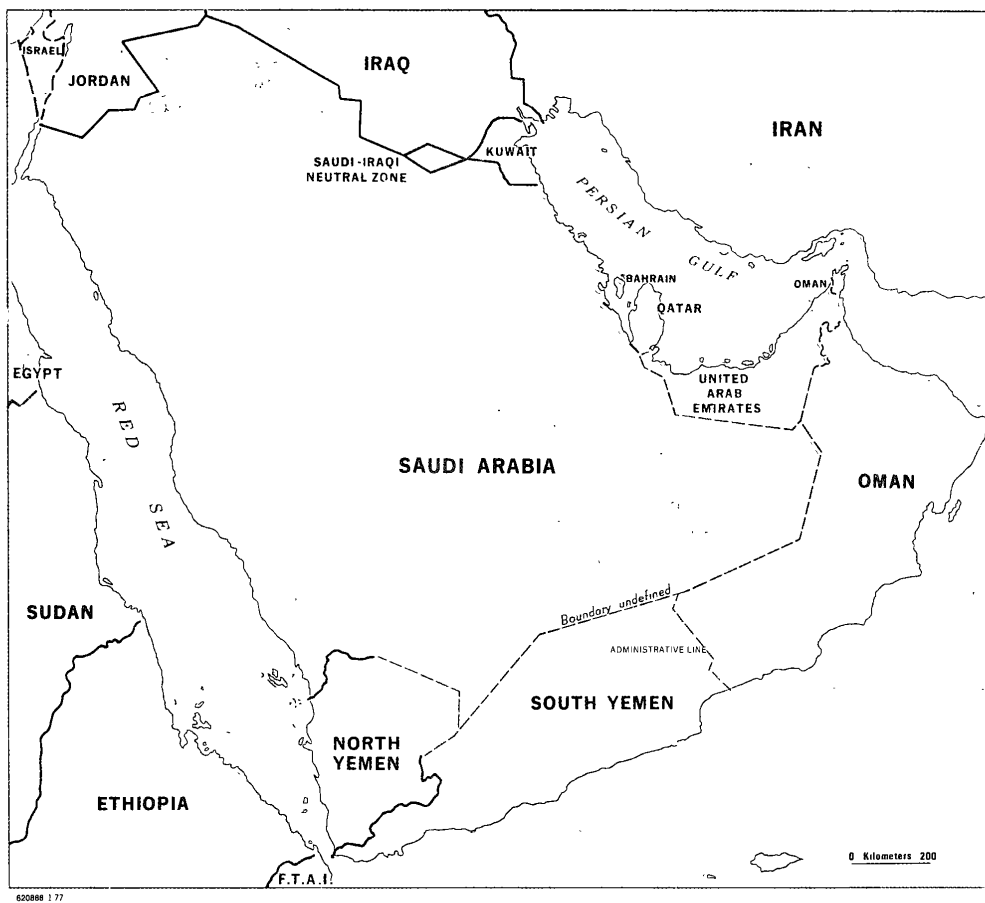 ISRAEL
JORDAN
IRAQ
IRAN
SAUDI-IRAQI
NEUTRAL ZONE
KUWAIT
PERSIAN
GULF
BAHRAIN
QATAR
OMAN
EGYPT
UNITED
ARAB
EMIRATES
RED
SEA
SAUDI ARABIA
OMAN
SUDAN
Boundary undefined
ADMINISTRATIVE LINE
SOUTH YEMEN
NORTH
YEMEN
ETHIOPIA
0 Kilometers 200
F.T.A.I.
620888 1 77